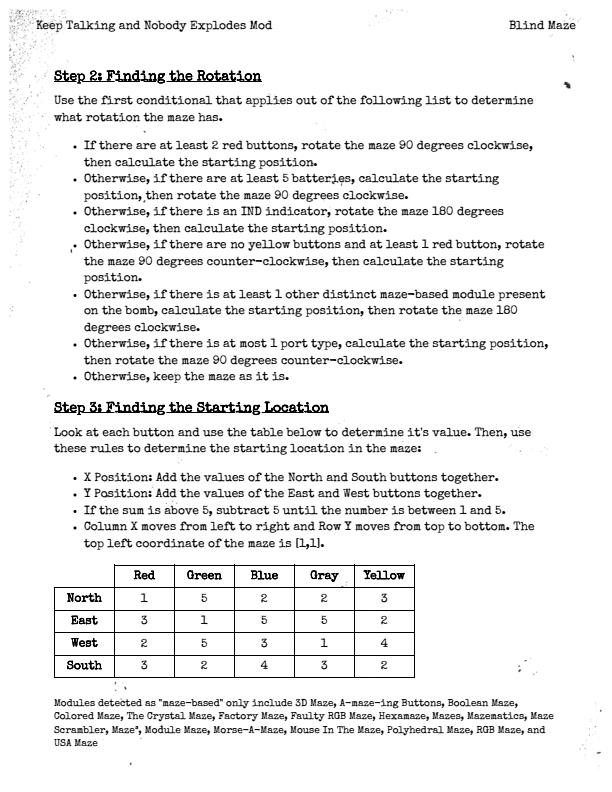 Keep Talking and Nobody Explodes Mod Blind Maze
Step 2: Finding the Rotation
Use the first conditional that applies out of the following list to determine
what rotation the maze has.
• If there are at least 2 red buttons, rotate the maze 90 degrees clockwise,
then calculate the starting position.
• Otherwise, if there are at least 5 batteries, calculate the starting
position, then rotate the maze 90 degrees clockwise.
• Otherwise, if there is an IND indicator, rotate the maze 180 degrees
clockwise, then calculate the starting position.
• Otherwise, if there are no yellow buttons and at least 1 red button, rotate
the maze 90 degrees counter-clockwise, then calculate the starting
position.
• Otherwise, if there is at least 1 other distinct maze-based module present
on the bomb, calculate the starting position, then rotate the maze 180
degrees clockwise.
• Otherwise, if there is at most 1 port type, calculate the starting position,
then rotate the maze 90 degrees counter-clockwise.
• Otherwise, keep the maze as it is.
Step 3: Finding the Starting Location
Look at each button and use the table below to determine it's value. Then, use
these rules to determine the starting location in the maze:
• X Position: Add the values of the North and South buttons together.
• Y Position: Add the values of the East and West buttons together.
• If the sum is above 5, subtract 5 until the number is between 1 and 5.
• Column X moves from left to right and Row Y moves from top to bottom. The
top left coordinate of the maze is [1,1].
Red Green Blue Gray Yellow
North 1 5 2 2 3
East 3 1 5 5 2
West 2 5 3 1 4
South 3 2 4 3 2
Modules detected as "maze-based" only include 3D Maze, A-maze-ing Buttons, Boolean Maze,
Colored Maze, The Crystal Maze, Factory Maze, Faulty RGB Maze, Hexamaze, Mazes, Mazematics, Maze
Scrambler, Maze³, Module Maze, Morse-A-Maze, Mouse In The Maze, Polyhedral Maze, RGB Maze, and
USA Maze